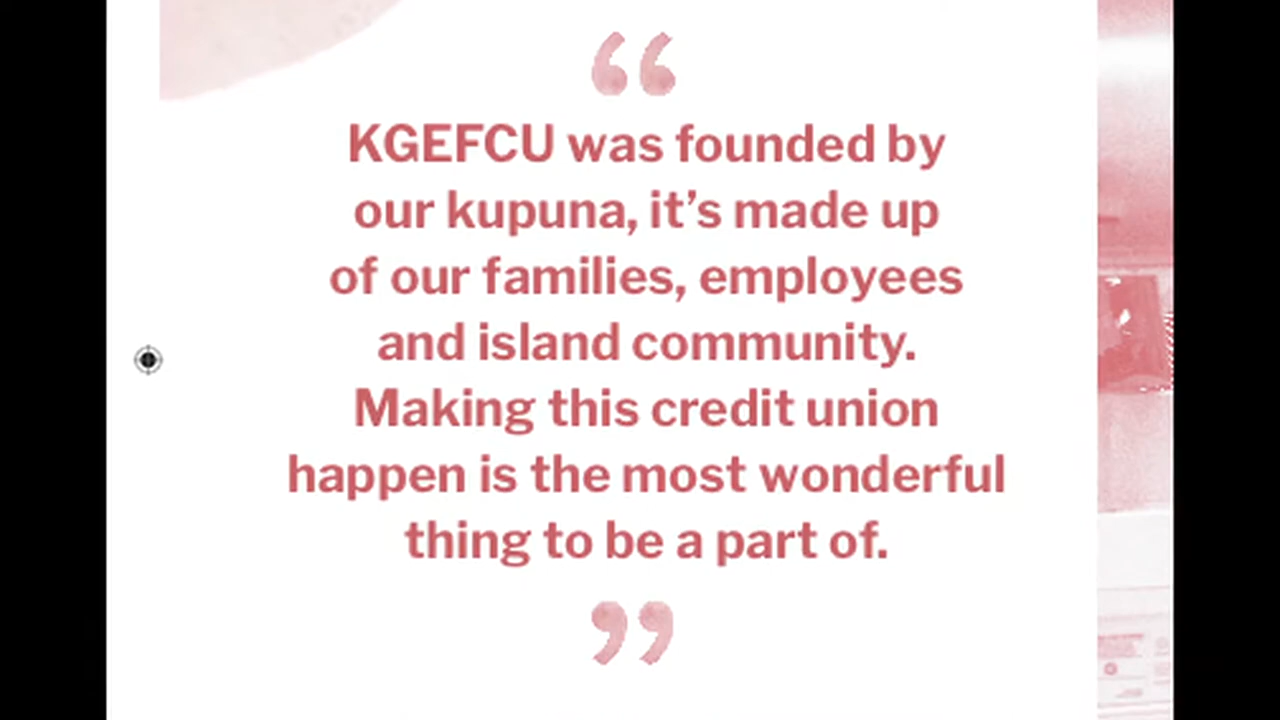 “
KGEFCU was founded by
our kupuna, it’s made up
of our families, employees
and island community.
Making this credit union
happen is the most wonderful
thing to be a part of.
”